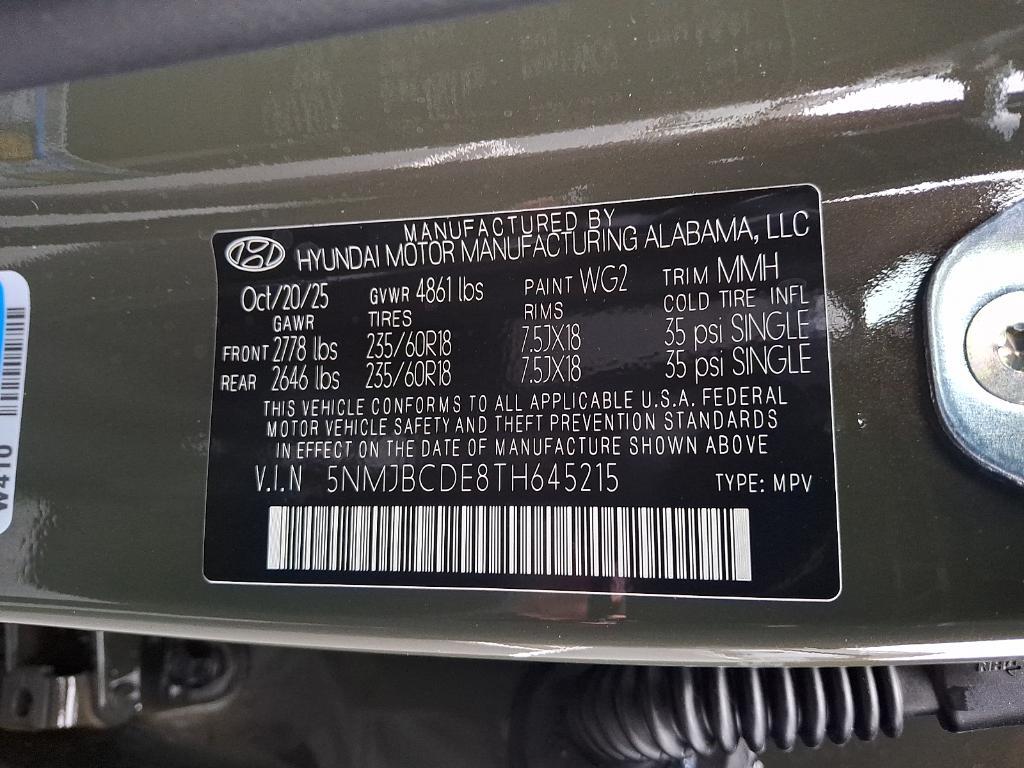 MANUFACTURED BY
HYUNDAI MOTOR MANUFACTURING ALABAMA, LLC
Oct/20/25 GVWR 4861 lbs PAINT WG2 TRIM MMH
GAWR TIRES RIMS COLD TIRE INFL
FRONT 2778 lbs 235/60R18 7.5JX18 35 psi SINGLE
REAR 2646 lbs 235/60R18 7.5JX18 35 psi SINGLE
THIS VEHICLE CONFORMS TO ALL APPLICABLE U.S.A. FEDERAL
MOTOR VEHICLE SAFETY AND THEFT PREVENTION STANDARDS
IN EFFECT ON THE DATE OF MANUFACTURE SHOWN ABOVE
V.I.N 5NMJBCDE8TH645215 TYPE: MPV
W410